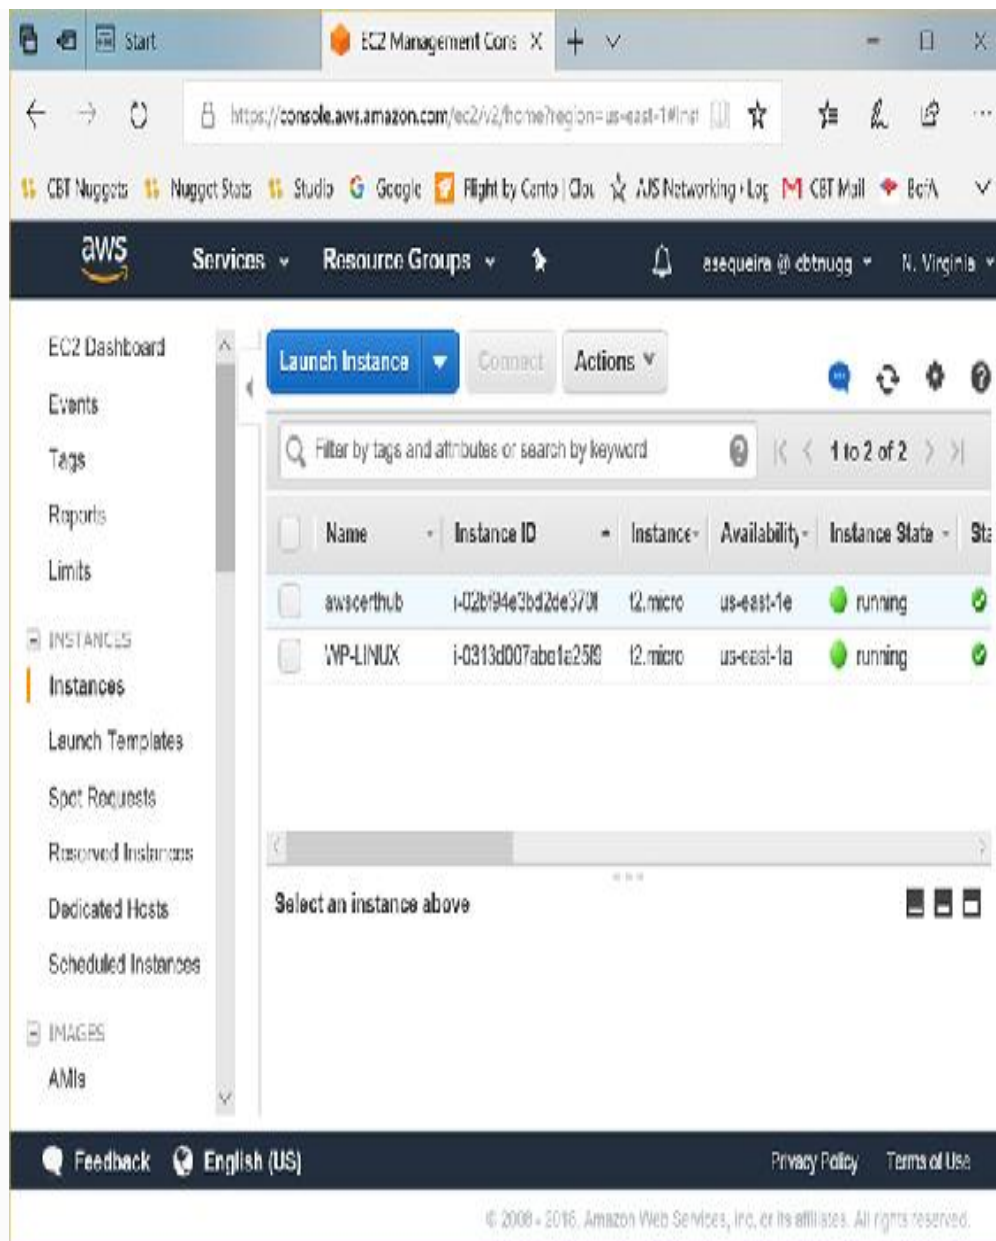 Start
EC2 Management Cons
https://console.aws.amazon.com/ec2/v2/home?region=us-east-1#Inst
CBT Nuggets
Nugget Stats
Studio
Google
Flight by Canto | Clou
AJS Networking - Log
CBT Mail
BofA
aws
Services
Resource Groups
asequeira @ cbtnugg
N. Virginia
EC2 Dashboard
Events
Tags
Reports
Limits
INSTANCES
Instances
Launch Templates
Spot Requests
Reserved Instances
Dedicated Hosts
Scheduled Instances
IMAGES
AMIs
Launch Instance
Connect
Actions
Filter by tags and attributes or search by keyword
1 to 2 of 2
Name Instance ID Instance Availability Instance State Sta
awscerthub t2.micro us-east-1e running
WP-LINUX t2.micro us-east-1a running
Select an instance above
Feedback
English (US)
Privacy Policy
Terms of Use
Amazon Web Services, Inc. or its affiliates. All rights reserved.